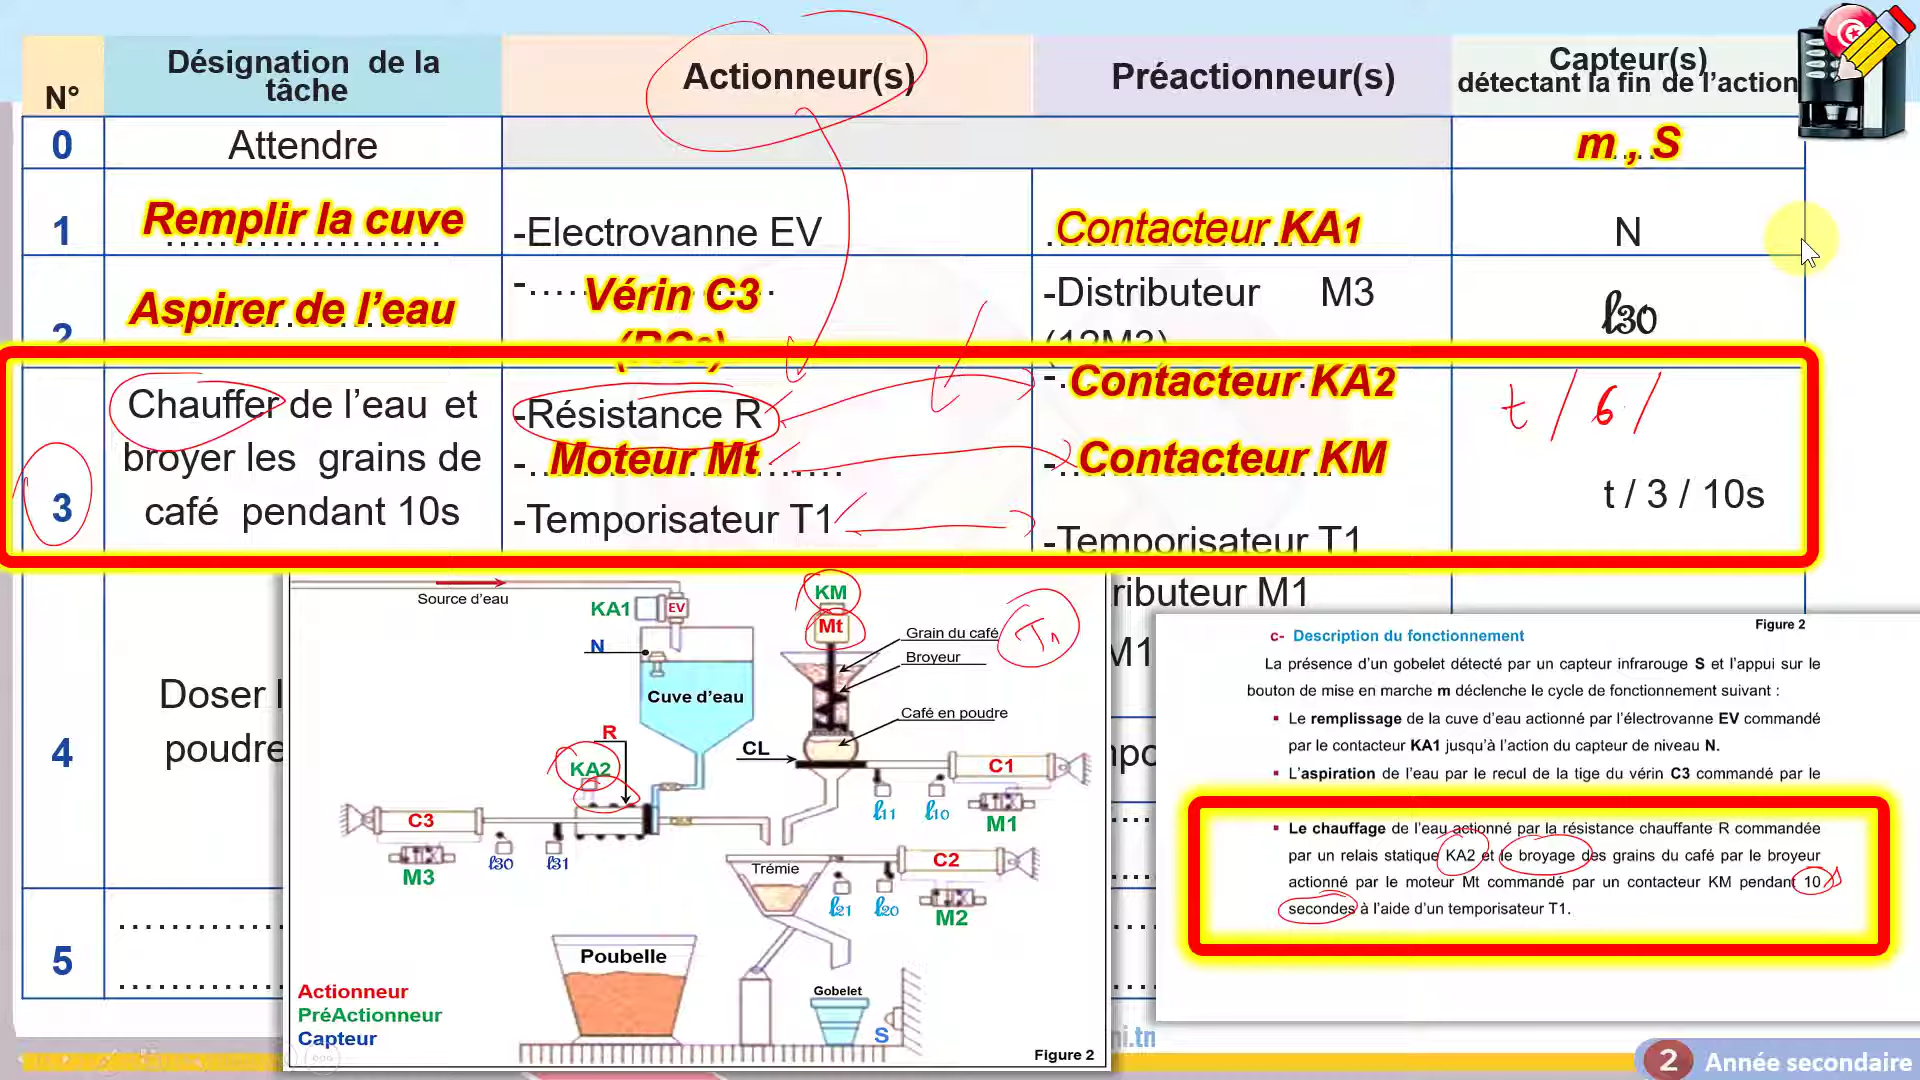 N°
Désignation de la tâche
Actionneur(s)
Préactionneur(s)
Capteur(s)
détectant la fin de l'action
0
Attendre
m , S
1
Remplir la cuve
-Electrovanne EV
Contacteur KA1
N
2
Aspirer de l'eau
-
Vérin C3
-Distributeur M3
ℓ30
3
Chauffer de l'eau et
broyer les grains de
café pendant 10s
-Résistance R
- Moteur Mt
-Temporisateur T1
- Contacteur KA2
- Contacteur KM
-Temporisateur T1
t / 6 /
t / 3 / 10s
4
Doser
poudre
ributeur M1
M1
5
Source d'eau
KA1
EV
N
Cuve d'eau
KM
Mt
T1
Grain du café
Broyeur
Café en poudre
R
KA2
CL
C1
ℓ11
ℓ10
M1
C3
ℓ30
ℓ31
M3
Trémie
C2
ℓ21
ℓ20
M2
Poubelle
Gobelet
S
Actionneur
PréActionneur
Capteur
Figure 2
Figure 2
c- Description du fonctionnement
La présence d'un gobelet détecté par un capteur infrarouge S et l'appui sur le
bouton de mise en marche m déclenche le cycle de fonctionnement suivant :
▪ Le remplissage de la cuve d'eau actionné par l'électrovanne EV commandé
par le contacteur KA1 jusqu'à l'action du capteur de niveau N.
▪ L'aspiration de l'eau par le recul de la tige du vérin C3 commandé par le
▪ Le chauffage de l'eau actionné par la résistance chauffante R commandée
par un relais statique KA2 et le broyage des grains du café par le broyeur
actionné par le moteur Mt commandé par un contacteur KM pendant 10
secondes à l'aide d'un temporisateur T1.
ni.tn
2 Année secondaire